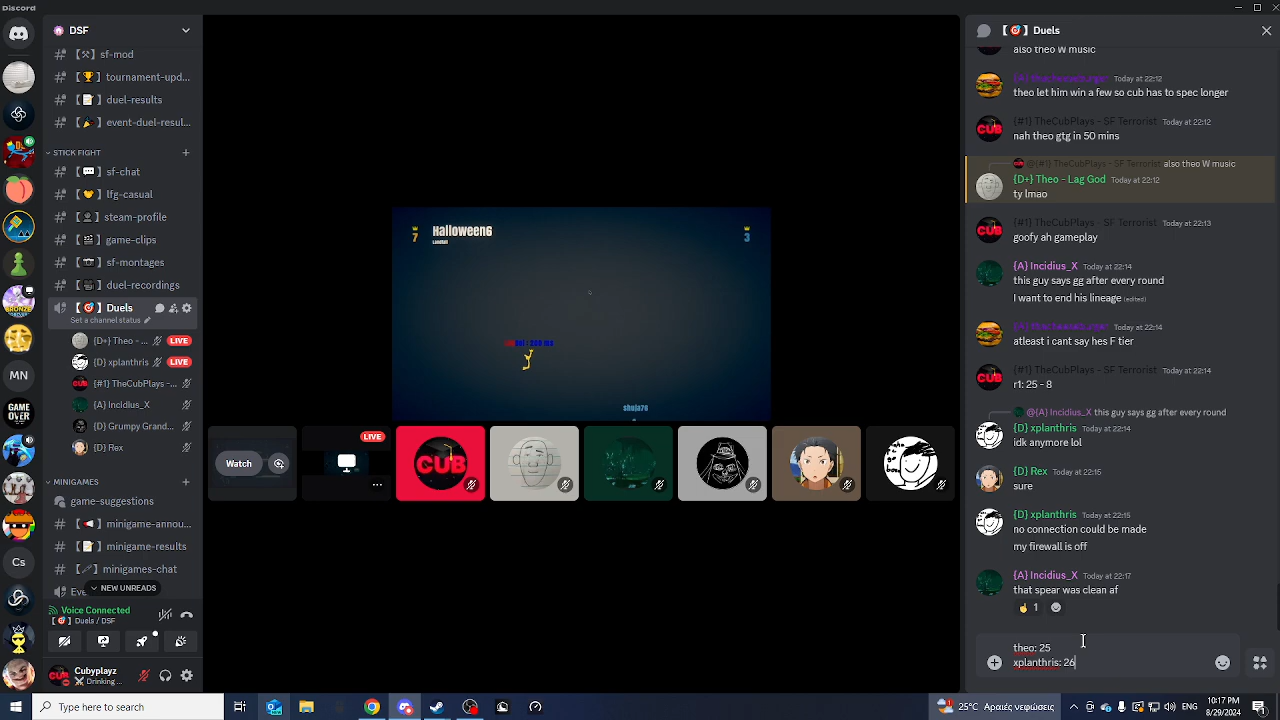 Discord
DSF
【⚒】sf-mod
【🏆】tournament-upd...
【📝】duel-results
【🎉】event-duel-resul...
STICK FIGHT
【💬】sf-chat
【🤝】lf-casual
steam-profile
game-clips
sf-montages
duel-recordings
【🎯】Duels
Set a channel status
{D+} Theo - ...
LIVE
{D} xplanthris
LIVE
{#1} TheCubPlays - ...
{A} Incidius_X
{D} Grumpy Grand...
MINIGAMES
game-questions
minigame-annou...
minigame-results
minigame-chat
Eve
NEW UNREADS
Voice Connected
【🎯】Duels / DSF
Cubyplayz
Drinking...
MN
GAME OVER
Cs
Halloween6
Landfall
7
3
shuja76
Watch
LIVE
CUB
【🎯】Duels
also theo W music
Today at 22:12
theo let him win a few so cub has to spec longer
{#1} TheCubPlays - SF Terrorist Today at 22:12
nah theo gtg in 50 mins
@{#1} TheCubPlays - SF Terrorist also theo W music
{D+} Theo - Lag God Today at 22:12
ty lmao
{#1} TheCubPlays - SF Terrorist Today at 22:13
goofy ah gameplay
{A} Incidius_X Today at 22:14
this guy says gg after every round
I want to end his lineage (edited)
Today at 22:14
atleast i cant say hes F tier
{#1} TheCubPlays - SF Terrorist Today at 22:14
r1: 25 - 8
@{A} Incidius_X this guy says gg after every round
{D} xplanthris Today at 22:14
idk anymore lol
{D} Rex Today at 22:15
sure
{D} xplanthris Today at 22:15
no connection could be made
my firewall is off
{A} Incidius_X Today at 22:17
that spear was clean af
👍 1
theo: 25
xplanthris: 26
Type here to search
25°C Approaches
10:17 PM
8/29/2024